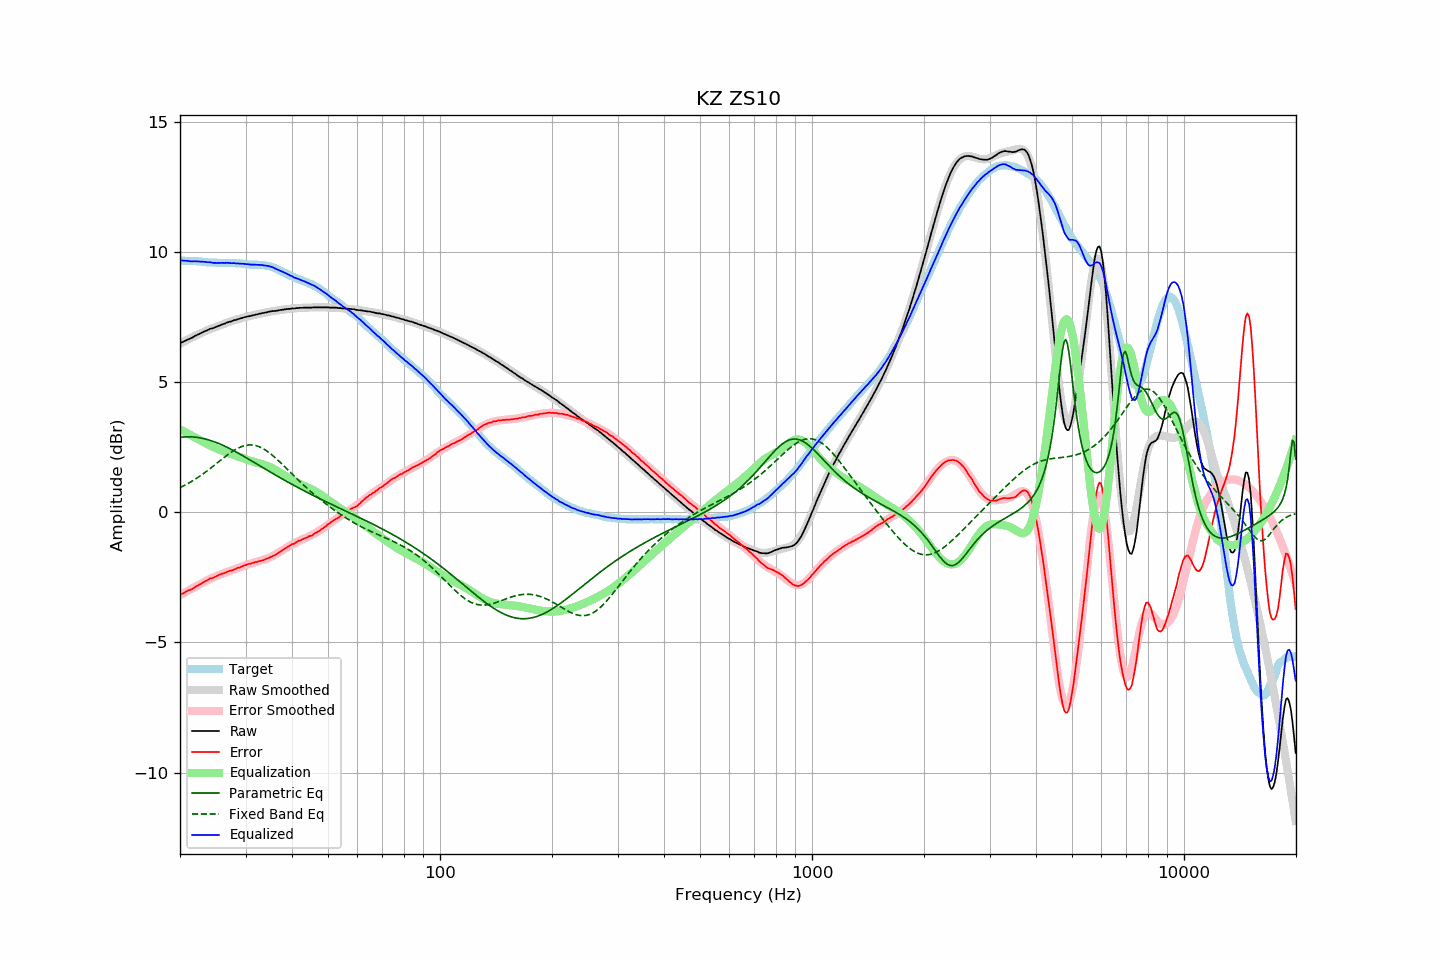 KZ ZS10
15
10
5
0
−5
−10
Amplitude (dBr)
Target
Raw Smoothed
Error Smoothed
Raw
Error
Equalization
Parametric Eq
Fixed Band Eq
Equalized
100
1000
10000
Frequency (Hz)